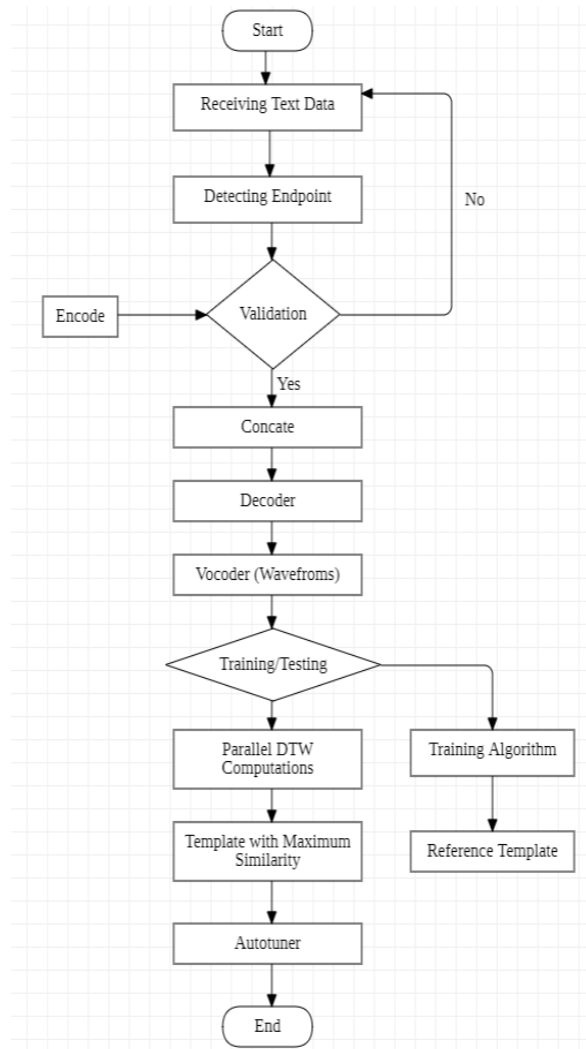 Start
Receiving Text Data
Detecting Endpoint
No
Encode
Validation
Yes
Concate
Decoder
Vocoder (Wavefroms)
Training/Testing
Parallel DTW
Computations
Training Algorithm
Template with Maximum
Similarity
Reference Template
Autotuner
End